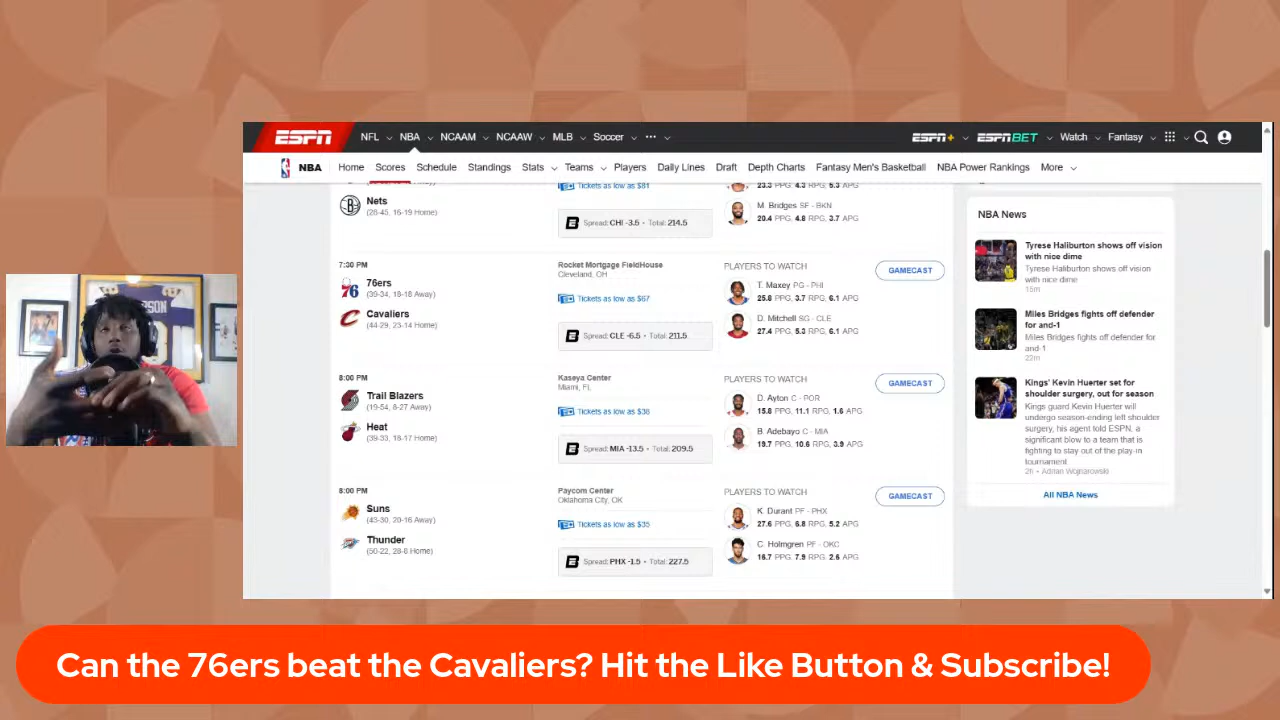 ESPN NFL NBA NCAAM NCAAW MLB Soccer ESPN+ ESPN BET Watch Fantasy
NBA Home Scores Schedule Standings Stats Teams Players Daily Lines Draft Depth Charts Fantasy Men's Basketball NBA Power Rankings More
Tickets as low as $81
23.3 PPG, 4.3 RPG, 5.3 APG
Nets
(28-45, 16-19 Home)
Spread: CHI -3.5 • Total: 214.5
M. Bridges SF - BKN
20.4 PPG, 4.8 RPG, 3.7 APG
7:30 PM
76ers
(39-34, 18-18 Away)
Cavaliers
Rocket Mortgage FieldHouse
Cleveland, OH
Tickets as low as $67
Spread: CLE -6.5 • Total: 211.5
PLAYERS TO WATCH
GAMECAST
T. Maxey PG - PHI
25.8 PPG, 3.7 RPG, 6.1 APG
D. Mitchell SG - CLE
27.4 PPG, 5.3 RPG, 6.1 APG
8:00 PM
Trail Blazers
(19-54, 8-27 Away)
Heat
Kaseya Center
Miami, FL
Tickets as low as $38
Spread: MIA -13.5 • Total: 209.5
PLAYERS TO WATCH
GAMECAST
D. Ayton C - POR
15.8 PPG, 11.1 RPG, 1.6 APG
B. Adebayo C - MIA
19.7 PPG, 10.6 RPG, 3.9 APG
8:00 PM
Suns
(43-30, 20-16 Away)
Thunder
Paycom Center
Oklahoma City, OK
Tickets as low as $35
Spread: PHX -1.5 • Total: 227.5
PLAYERS TO WATCH
GAMECAST
K. Durant PF - PHX
27.6 PPG, 6.8 RPG, 5.2 APG
C. Holmgren PF - OKC
16.7 PPG, 7.9 RPG, 2.6 APG
NBA News
Tyrese Haliburton shows off vision
with nice dime
Tyrese Haliburton shows off vision
with nice dime
15m
Miles Bridges fights off defender
for and-1
Miles Bridges fights off defender for
and-1
22m
Kings' Kevin Huerter set for
shoulder surgery, out for season
Kings guard Kevin Huerter will
undergo season-ending left shoulder
surgery, his agent told ESPN, a
significant blow to a team that is
fighting to stay out of the play-in
tournament
2h • Adrian Wojnarowski
All NBA News
Can the 76ers beat the Cavaliers? Hit the Like Button & Subscribe!